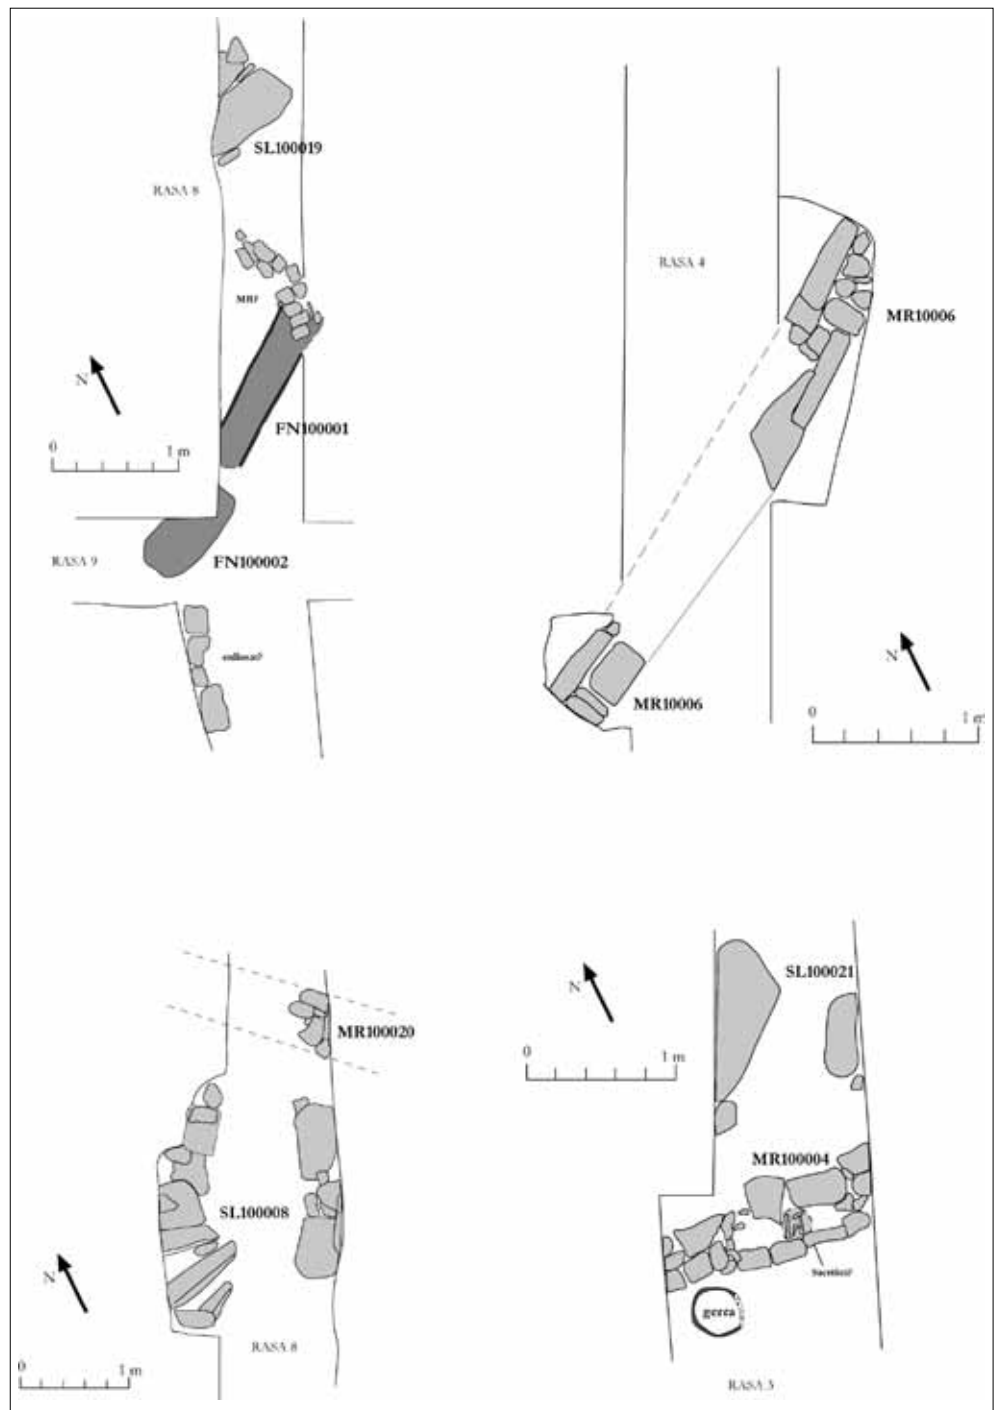 SL100019
RASA 8
MR?
N
FN100001
0 1 m
RASA 9
FN100002
RASA 4
MR10006
N
MR10006
0 1 m
MR100020
SL100008
N
RASA 8
0 1 m
SL100021
N
0 1 m
MR100004
gerra
RASA 3